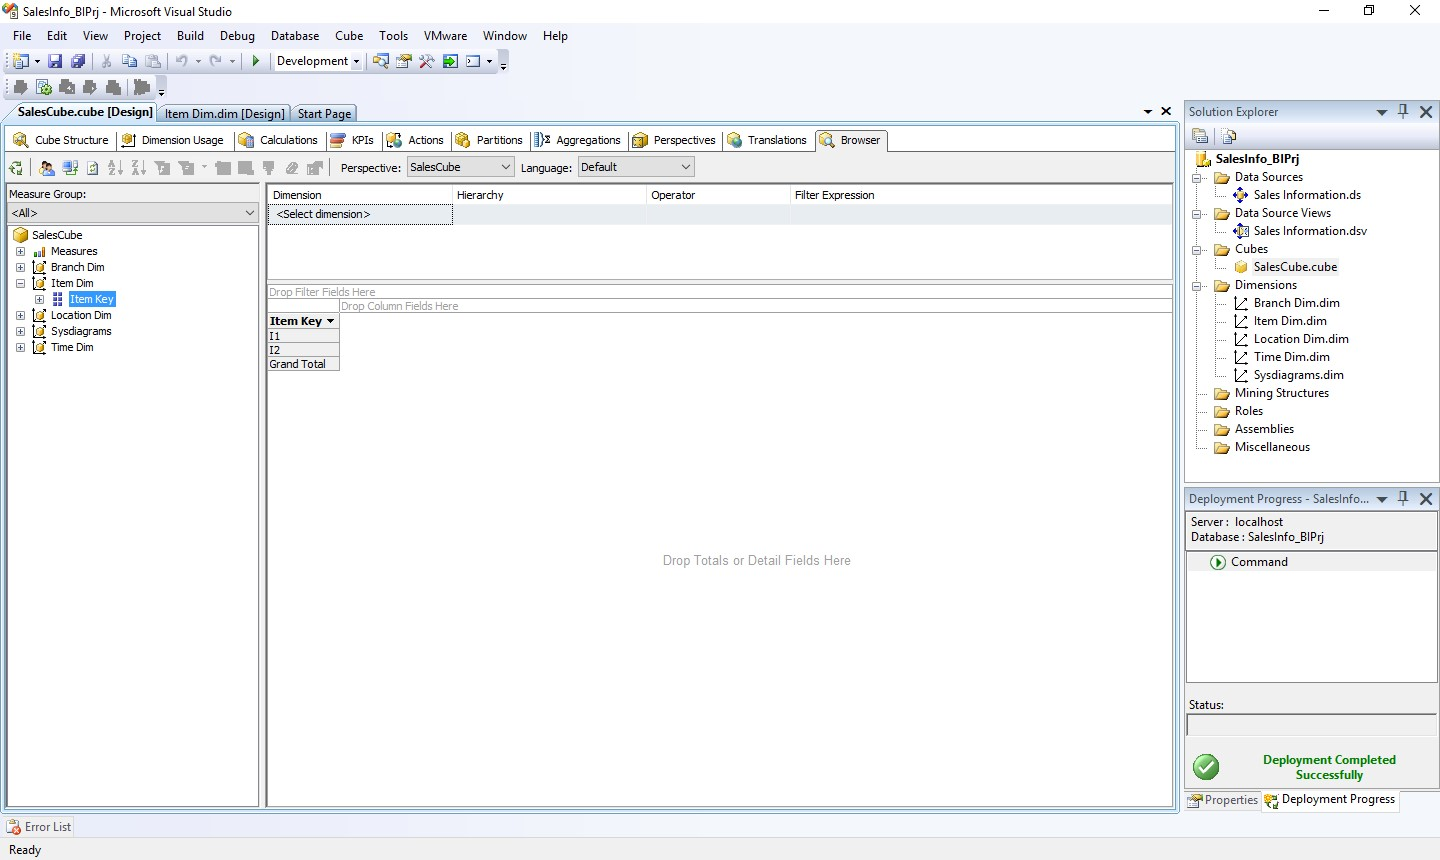 SalesInfo_BIPrj - Microsoft Visual Studio
File Edit View Project Build Debug Database Cube Tools VMware Window Help
Development
SalesCube.cube [Design] Item Dim.dim [Design] Start Page
Cube Structure Dimension Usage Calculations KPIs Actions Partitions Aggregations Perspectives Translations Browser
Perspective: SalesCube Language: Default
Measure Group:
<All>
SalesCube
Measures
Branch Dim
Item Dim
Item Key
Location Dim
Sysdiagrams
Time Dim
Dimension Hierarchy Operator Filter Expression
<Select dimension>
Drop Filter Fields Here
Drop Column Fields Here
Item Key
I1
I2
Grand Total
Drop Totals or Detail Fields Here
Solution Explorer
SalesInfo_BIPrj
Data Sources
Sales Information.ds
Data Source Views
Sales Information.dsv
Cubes
SalesCube.cube
Dimensions
Branch Dim.dim
Item Dim.dim
Location Dim.dim
Time Dim.dim
Sysdiagrams.dim
Mining Structures
Roles
Assemblies
Miscellaneous
Deployment Progress - SalesInfo...
Server : localhost
Database : SalesInfo_BIPrj
Command
Status:
Deployment Completed
Successfully
Properties Deployment Progress
Error List
Ready